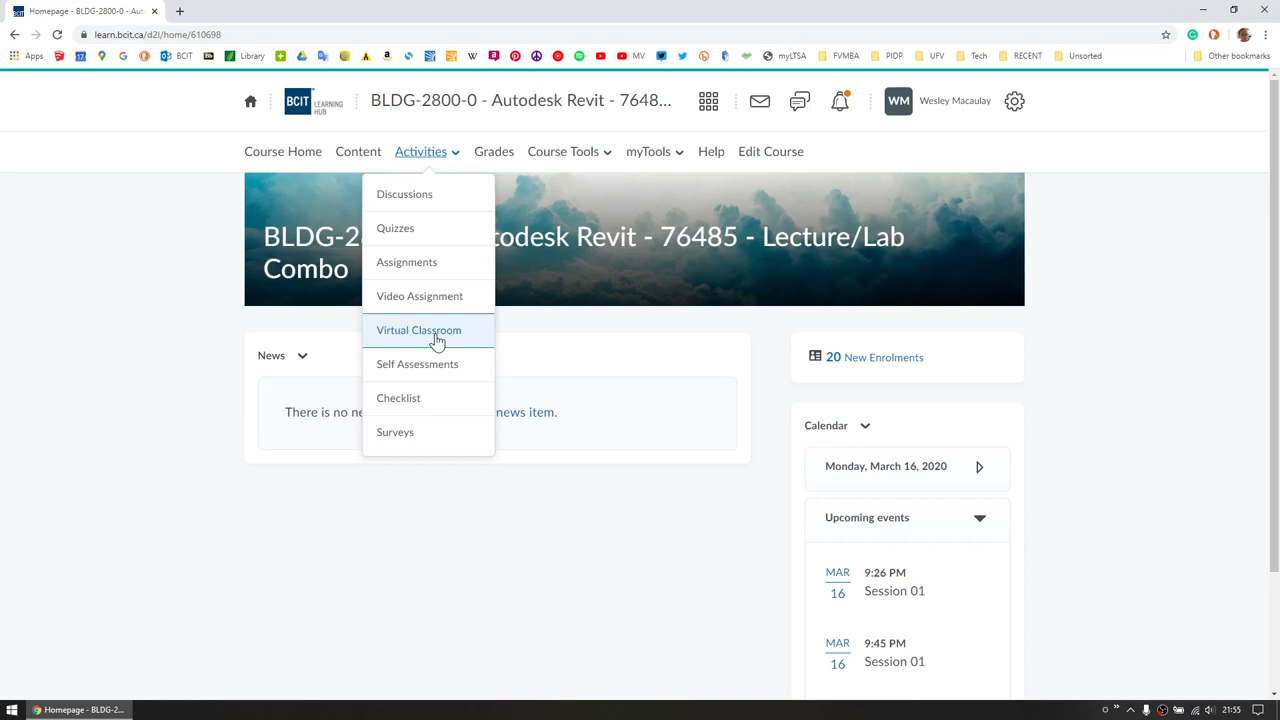 Homepage - BLDG-2800-0 - Autode
learn.bcit.ca/d2l/home/610698
Apps
BCIT
Library
MV
myLTSA
FVMBA
PIDP
UFV
Tech
RECENT
Unsorted
Other bookmarks
BCIT LEARNING HUB
BLDG-2800-0 - Autodesk Revit - 7648...
WM
Wesley Macaulay
Course Home
Content
Activities
Grades
Course Tools
myTools
Help
Edit Course
Discussions
Quizzes
Assignments
Video Assignment
Virtual Classroom
Self Assessments
Checklist
Surveys
BLDG-2 todesk Revit - 76485 - Lecture/Lab
Combo
News
There is no ne news item.
20 New Enrolments
Calendar
Monday, March 16, 2020
Upcoming events
MAR
16
9:26 PM
Session 01
MAR
16
9:45 PM
Session 01
Homepage - BLDG-2...
21:55